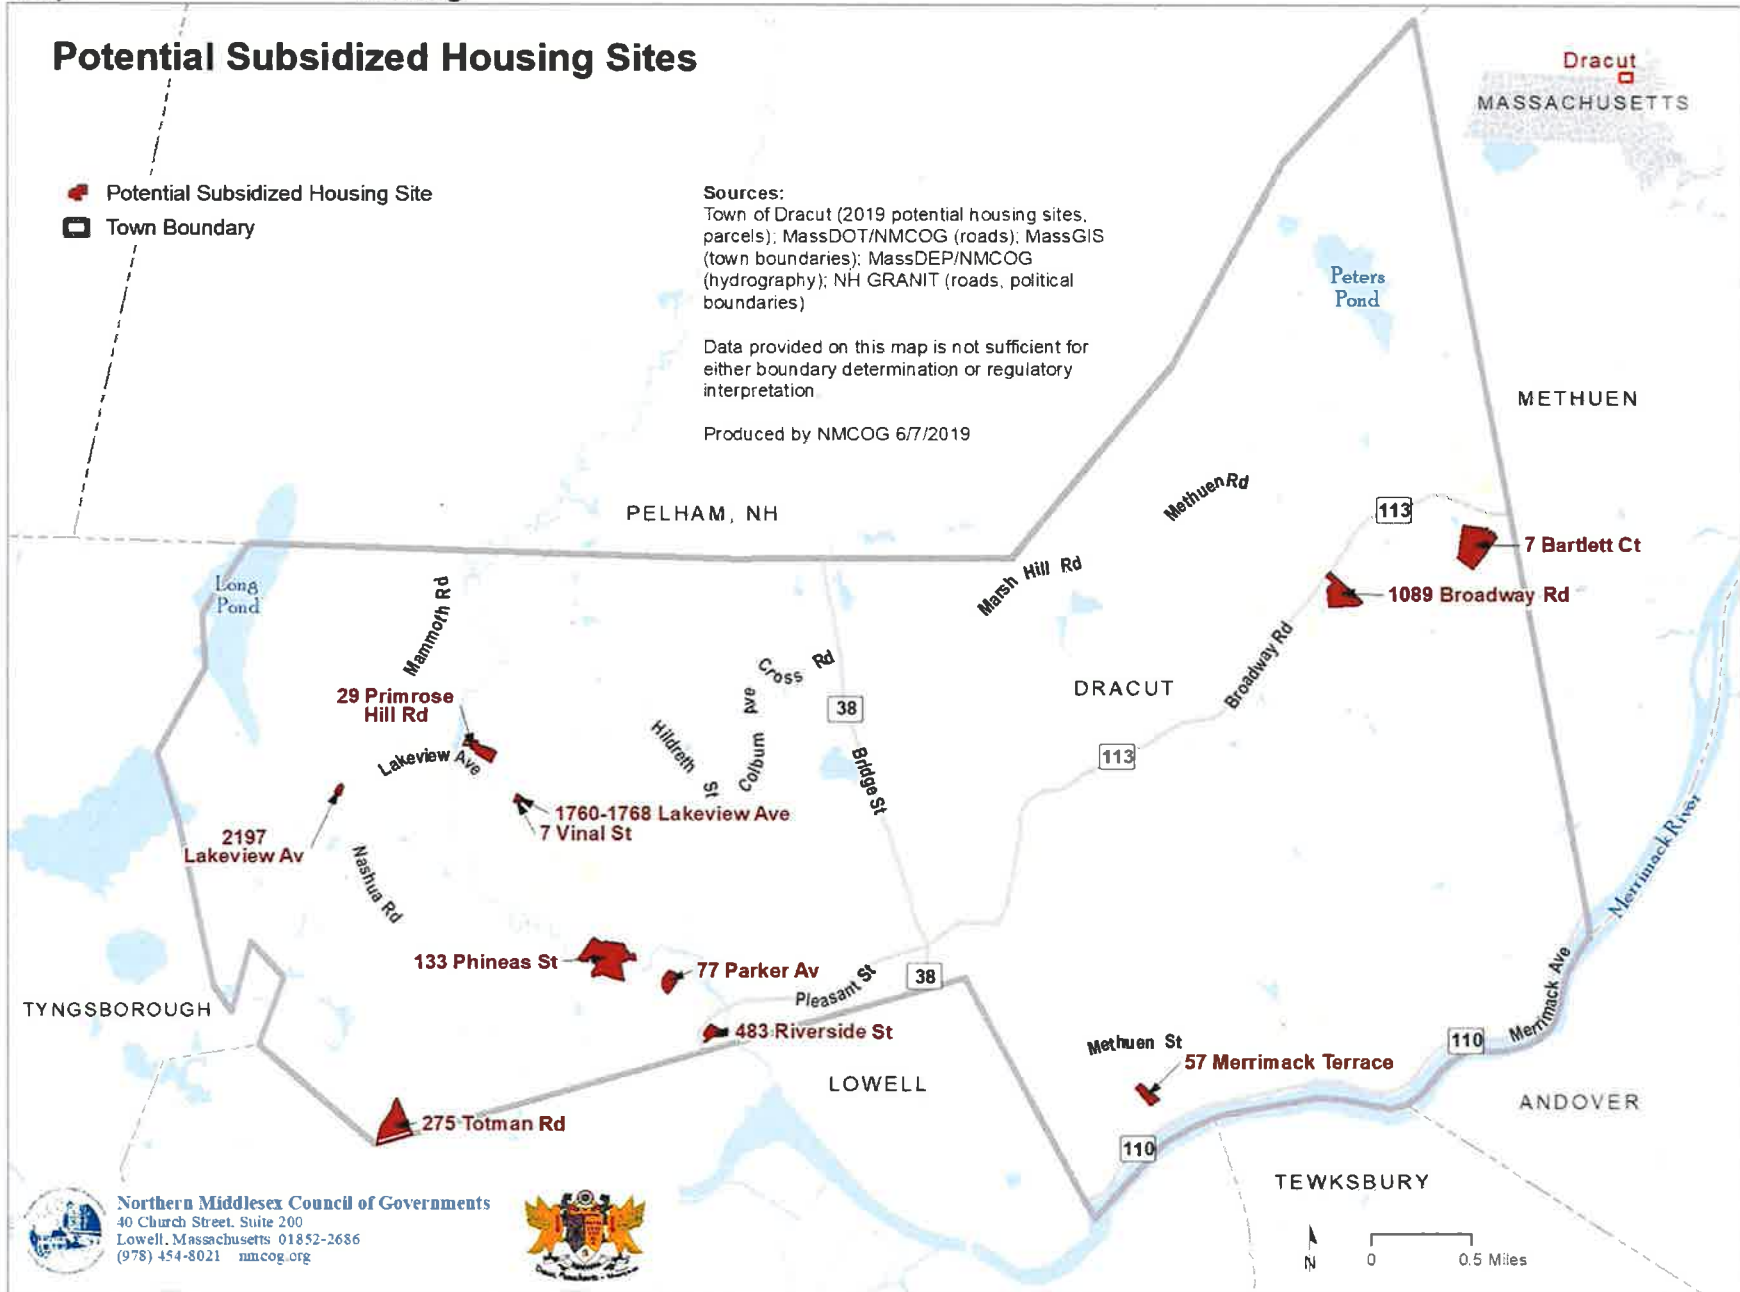 Potential Subsidized Housing Sites
Potential Subsidized Housing Site
Town Boundary
Sources:
Town of Dracut (2019 potential housing sites,
parcels); MassDOT/NMCOG (roads); MassGIS
(town boundaries); MassDEP/NMCOG
(hydrography); NH GRANIT (roads, political
boundaries)
Data provided on this map is not sufficient for
either boundary determination or regulatory
interpretation
Produced by NMCOG 6/7/2019
Dracut
MASSACHUSETTS
Peters
Pond
METHUEN
PELHAM, NH
Methuen Rd
113
7 Bartlett Ct
Long
Pond
Mammoth Rd
Marsh Hill Rd
1089 Broadway Rd
Broadway Rd
Cross Rd
DRACUT
29 Primrose
Hill Rd
Hildreth St
Colburn Ave
38
Bridge St
113
Lakeview Ave
1760-1768 Lakeview Ave
7 Vinal St
2197
Lakeview Av
Nashua Rd
Merrimack River
133 Phineas St
77 Parker Av
Pleasant St
38
TYNGSBOROUGH
483 Riverside St
Methuen St
110
Merrimack Ave
57 Merrimack Terrace
LOWELL
ANDOVER
275 Totman Rd
110
TEWKSBURY
Northern Middlesex Council of Governments
40 Church Street, Suite 200
Lowell, Massachusetts 01852-2686
(978) 454-8021 nmcog.org
N
0 0.5 Miles